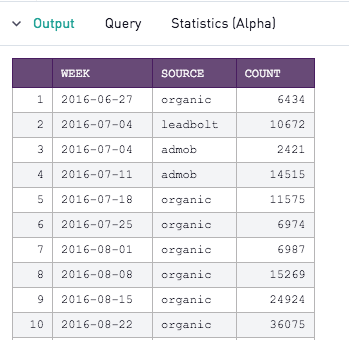 Output Query Statistics (Alpha)
WEEK SOURCE COUNT
1 2016-06-27 organic 6434
2 2016-07-04 leadbolt 10672
3 2016-07-04 admob 2421
4 2016-07-11 admob 14515
5 2016-07-18 organic 11575
6 2016-07-25 organic 6974
7 2016-08-01 organic 6987
8 2016-08-08 organic 15269
9 2016-08-15 organic 24924
10 2016-08-22 organic 36075